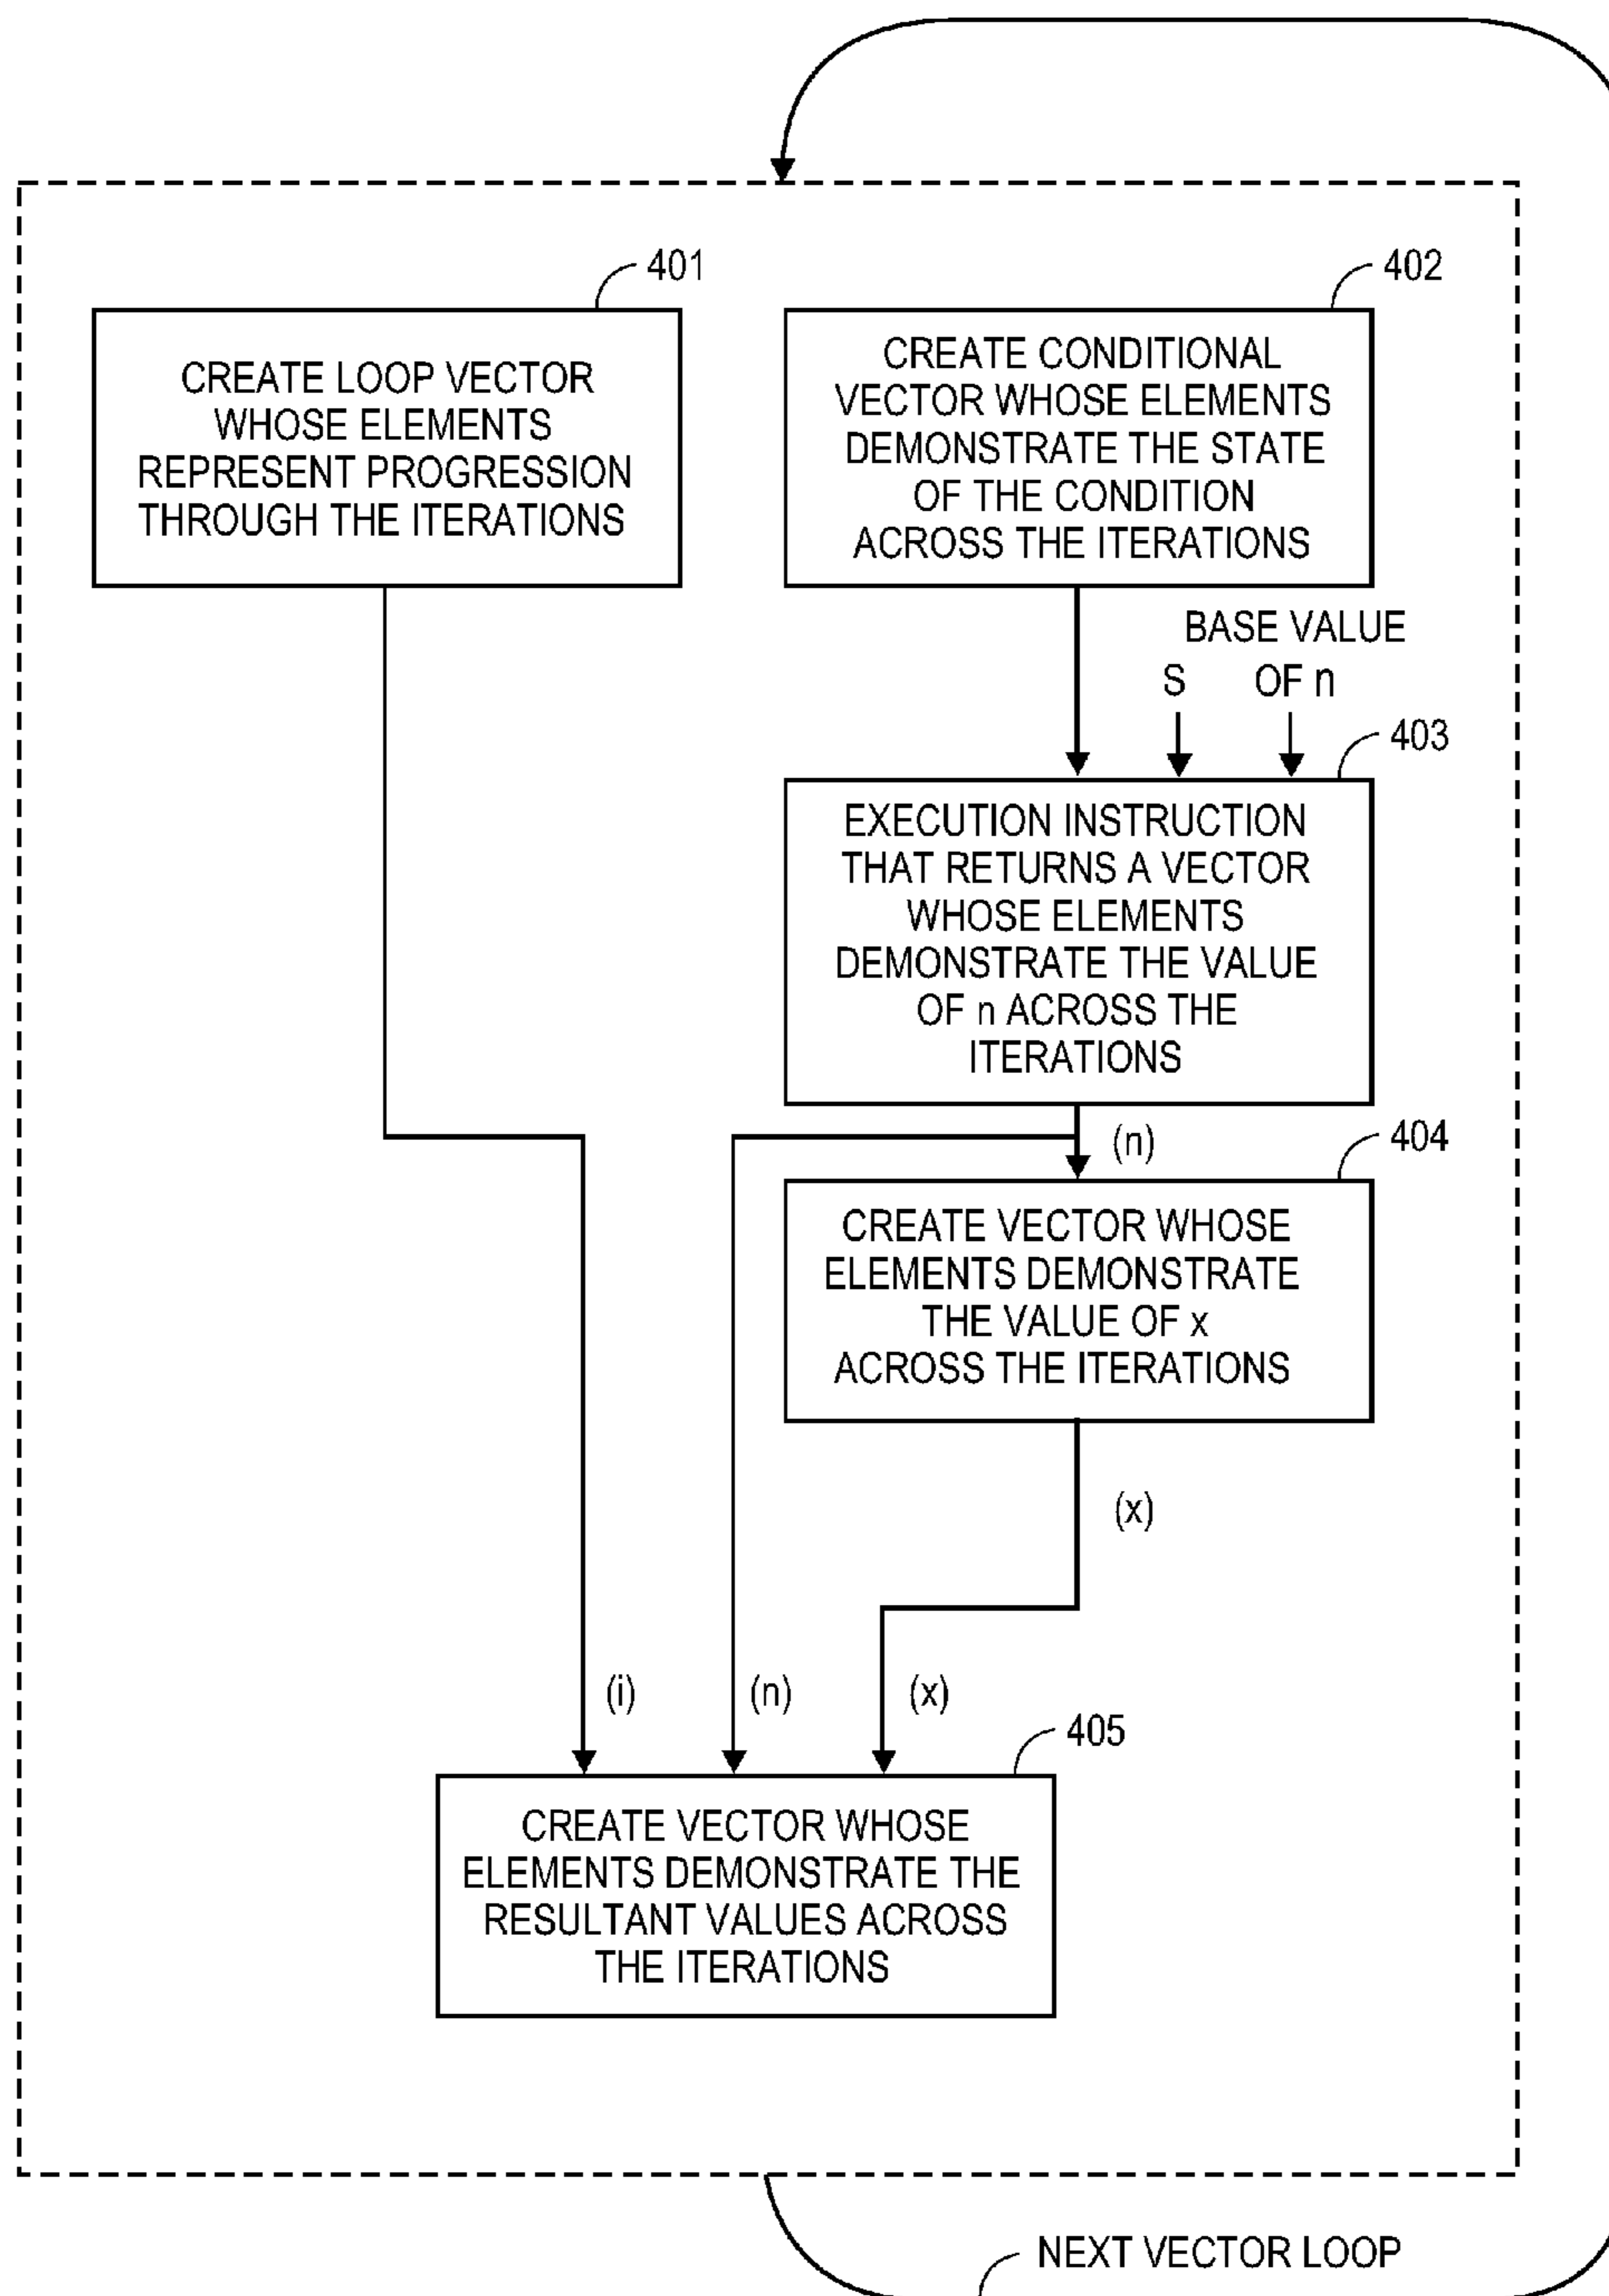 401
CREATE LOOP VECTOR
WHOSE ELEMENTS
REPRESENT PROGRESSION
THROUGH THE ITERATIONS
402
CREATE CONDITIONAL
VECTOR WHOSE ELEMENTS
DEMONSTRATE THE STATE
OF THE CONDITION
ACROSS THE ITERATIONS
BASE VALUE
S OF n
403
EXECUTION INSTRUCTION
THAT RETURNS A VECTOR
WHOSE ELEMENTS
DEMONSTRATE THE VALUE
OF n ACROSS THE
ITERATIONS
(n)
404
CREATE VECTOR WHOSE
ELEMENTS DEMONSTRATE
THE VALUE OF x
ACROSS THE ITERATIONS
(x)
(i) (n) (x)
405
CREATE VECTOR WHOSE
ELEMENTS DEMONSTRATE THE
RESULTANT VALUES ACROSS
THE ITERATIONS
NEXT VECTOR LOOP